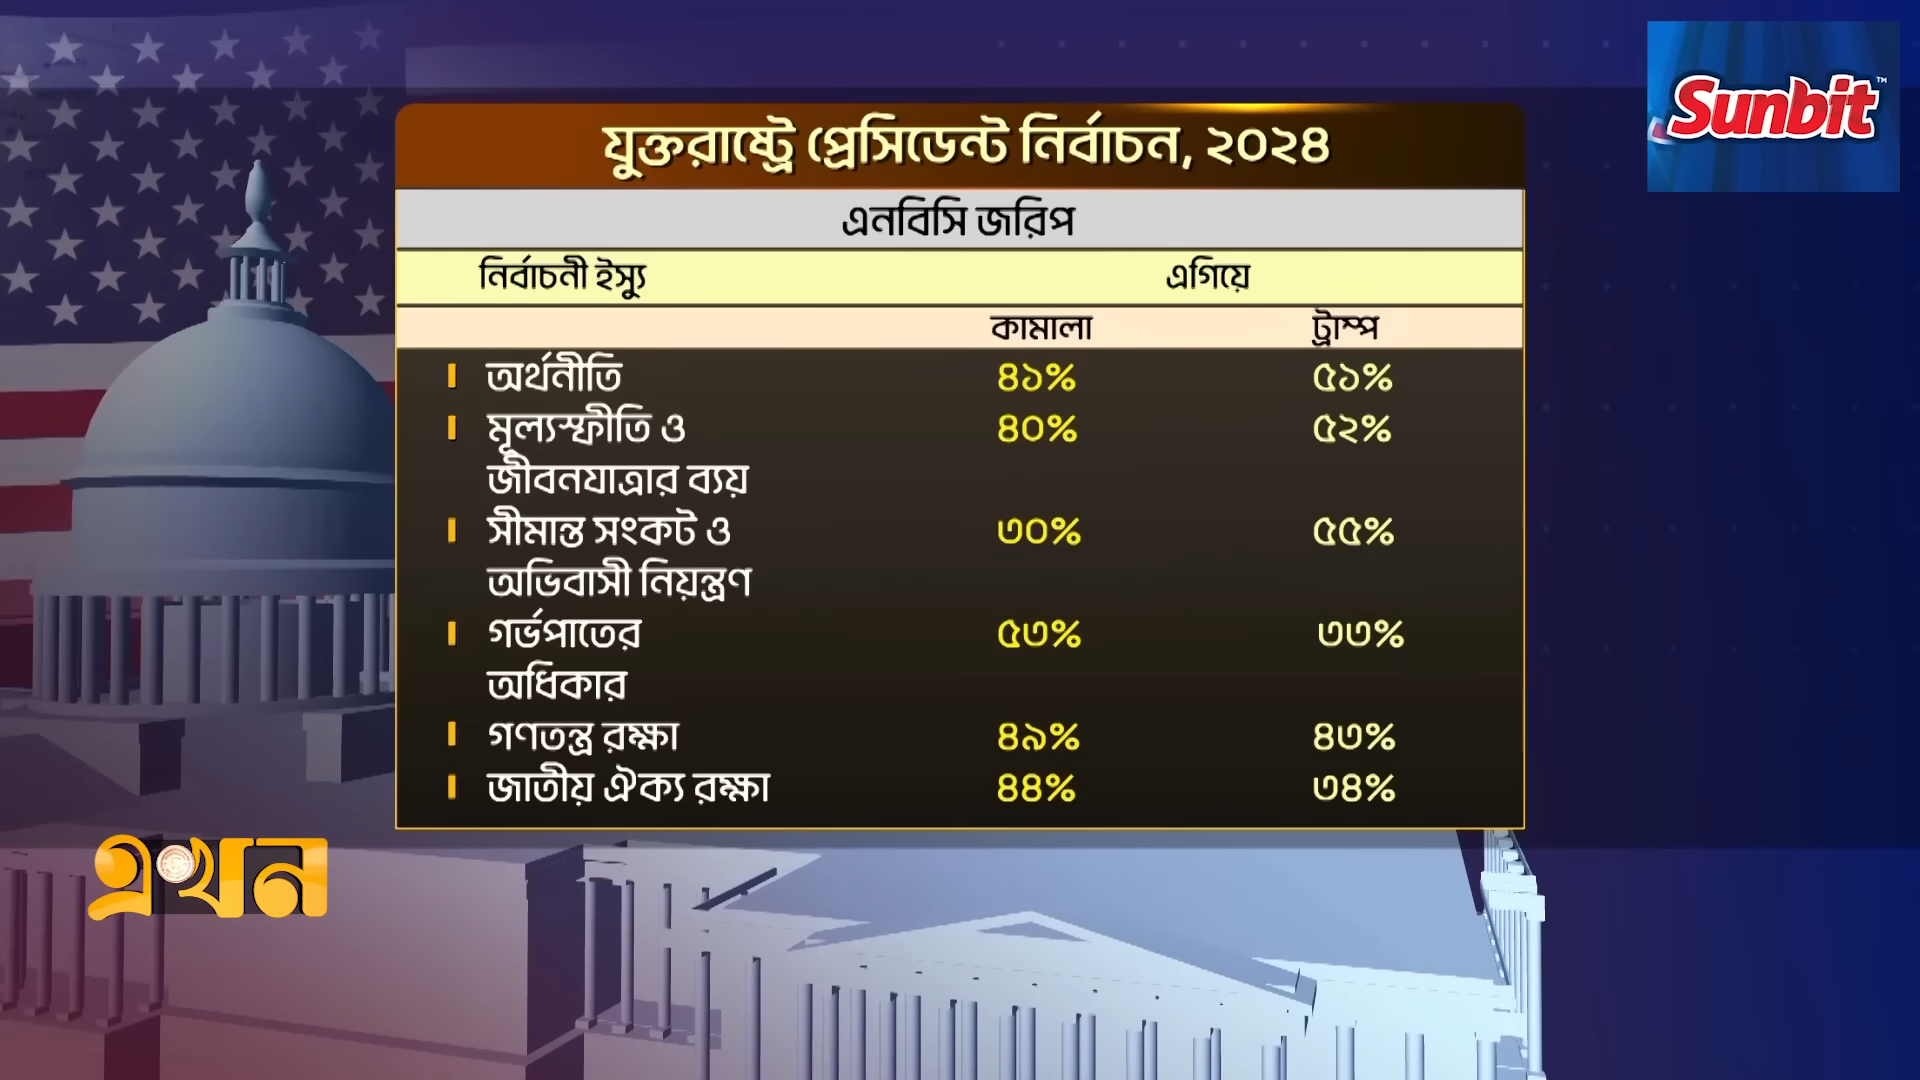 Sunbit™
যুক্তরাষ্ট্রে প্রেসিডেন্ট নির্বাচন, ২০২৪
এনবিসি জরিপ
নির্বাচনী ইস্যু এগিয়ে
কামালা ট্রাম্প
অর্থনীতি ৪১% ৫১%
মূল্যস্ফীতি ও ৪০% ৫২%
জীবনযাত্রার ব্যয়
সীমান্ত সংকট ও ৩০% ৫৫%
অভিবাসী নিয়ন্ত্রণ
গর্ভপাতের ৫৩% ৩৩%
অধিকার
গণতন্ত্র রক্ষা ৪৯% ৪৩%
জাতীয় ঐক্য রক্ষা ৪৪% ৩৪%
এখন